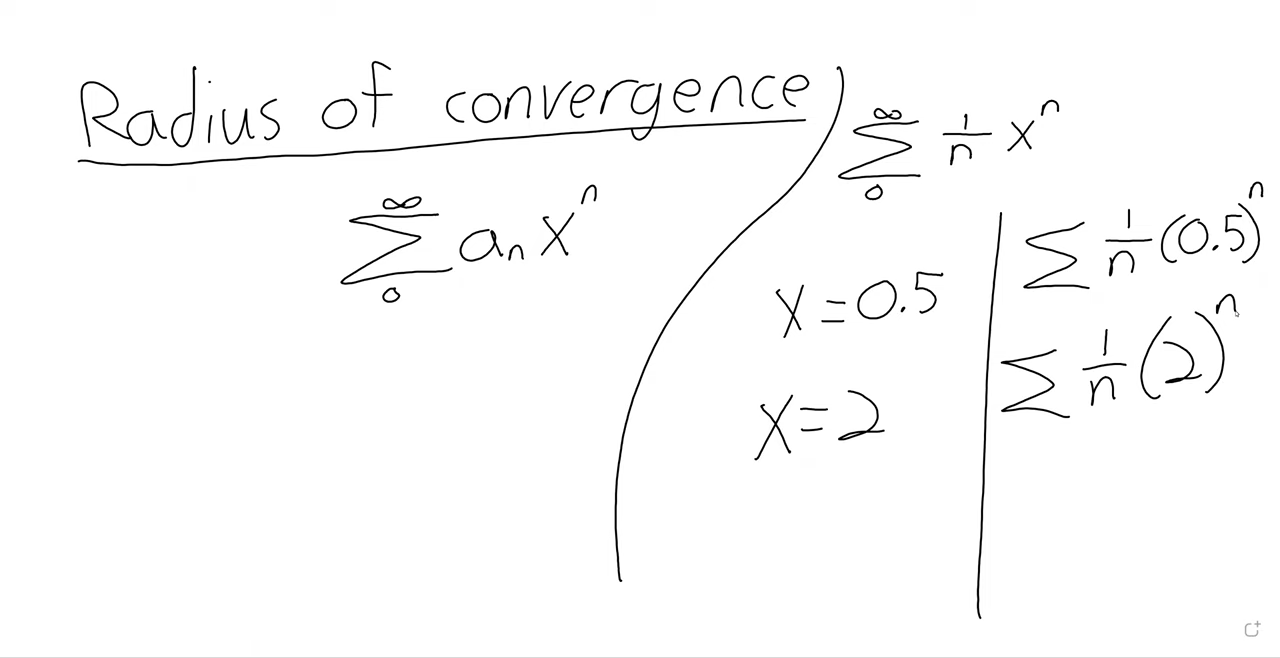 Radius of convergence
∞
∑ aₙ xⁿ
0
∞
∑ 1/n xⁿ
0
x = 0.5
x = 2
∑ 1/n (0.5)ⁿ
∑ 1/n (2)ⁿ